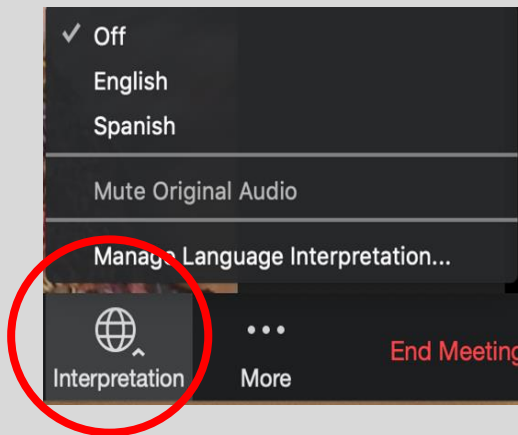 Off
English
Spanish
Mute Original Audio
Manage Language Interpretation...
Interpretation
More
End Meeting